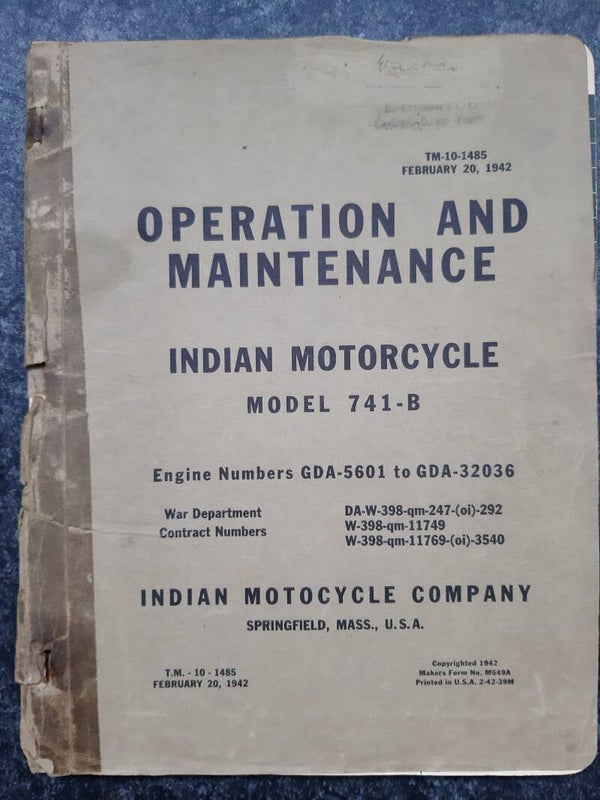 TM-10-1485
FEBRUARY 20, 1942
OPERATION AND
MAINTENANCE
INDIAN MOTORCYCLE
MODEL 741-B
Engine Numbers GDA-5601 to GDA-32036
War Department
Contract Numbers
DA-W-398-qm-247-(oi)-292
W-398-qm-11749
W-398-qm-11769-(oi)-3540
INDIAN MOTOCYCLE COMPANY
SPRINGFIELD, MASS., U.S.A.
T.M. - 10 - 1485
FEBRUARY 20, 1942
Copyrighted 1942
Makers Form No. M649A
Printed in U.S.A. 2-42-39M